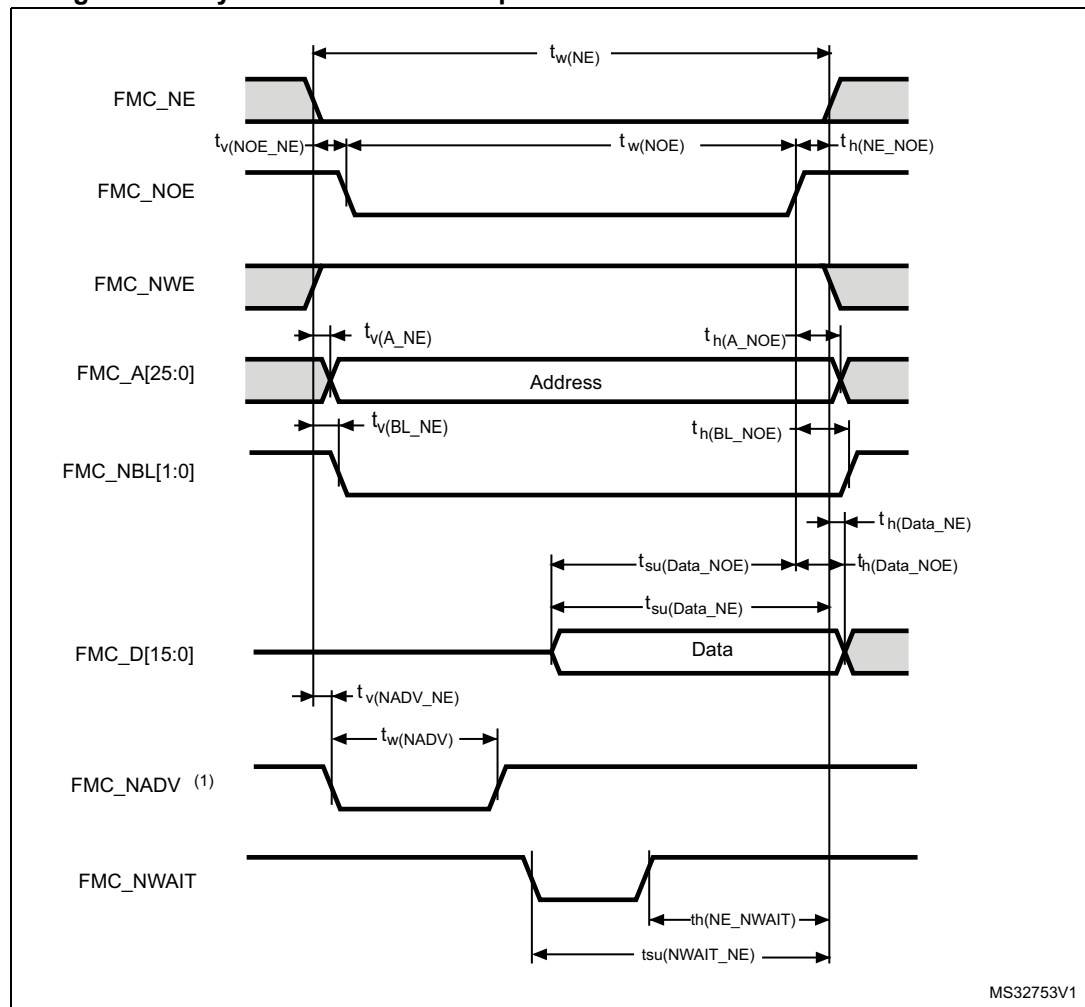 tw(NE)
FMC_NE
tv(NOE_NE)
tw(NOE)
th(NE_NOE)
FMC_NOE
FMC_NWE
tv(A_NE)
th(A_NOE)
FMC_A[25:0]
Address
tv(BL_NE)
th(BL_NOE)
FMC_NBL[1:0]
th(Data_NE)
tsu(Data_NOE)
th(Data_NOE)
tsu(Data_NE)
FMC_D[15:0]
Data
tv(NADV_NE)
tw(NADV)
FMC_NADV (1)
FMC_NWAIT
th(NE_NWAIT)
tsu(NWAIT_NE)
MS32753V1